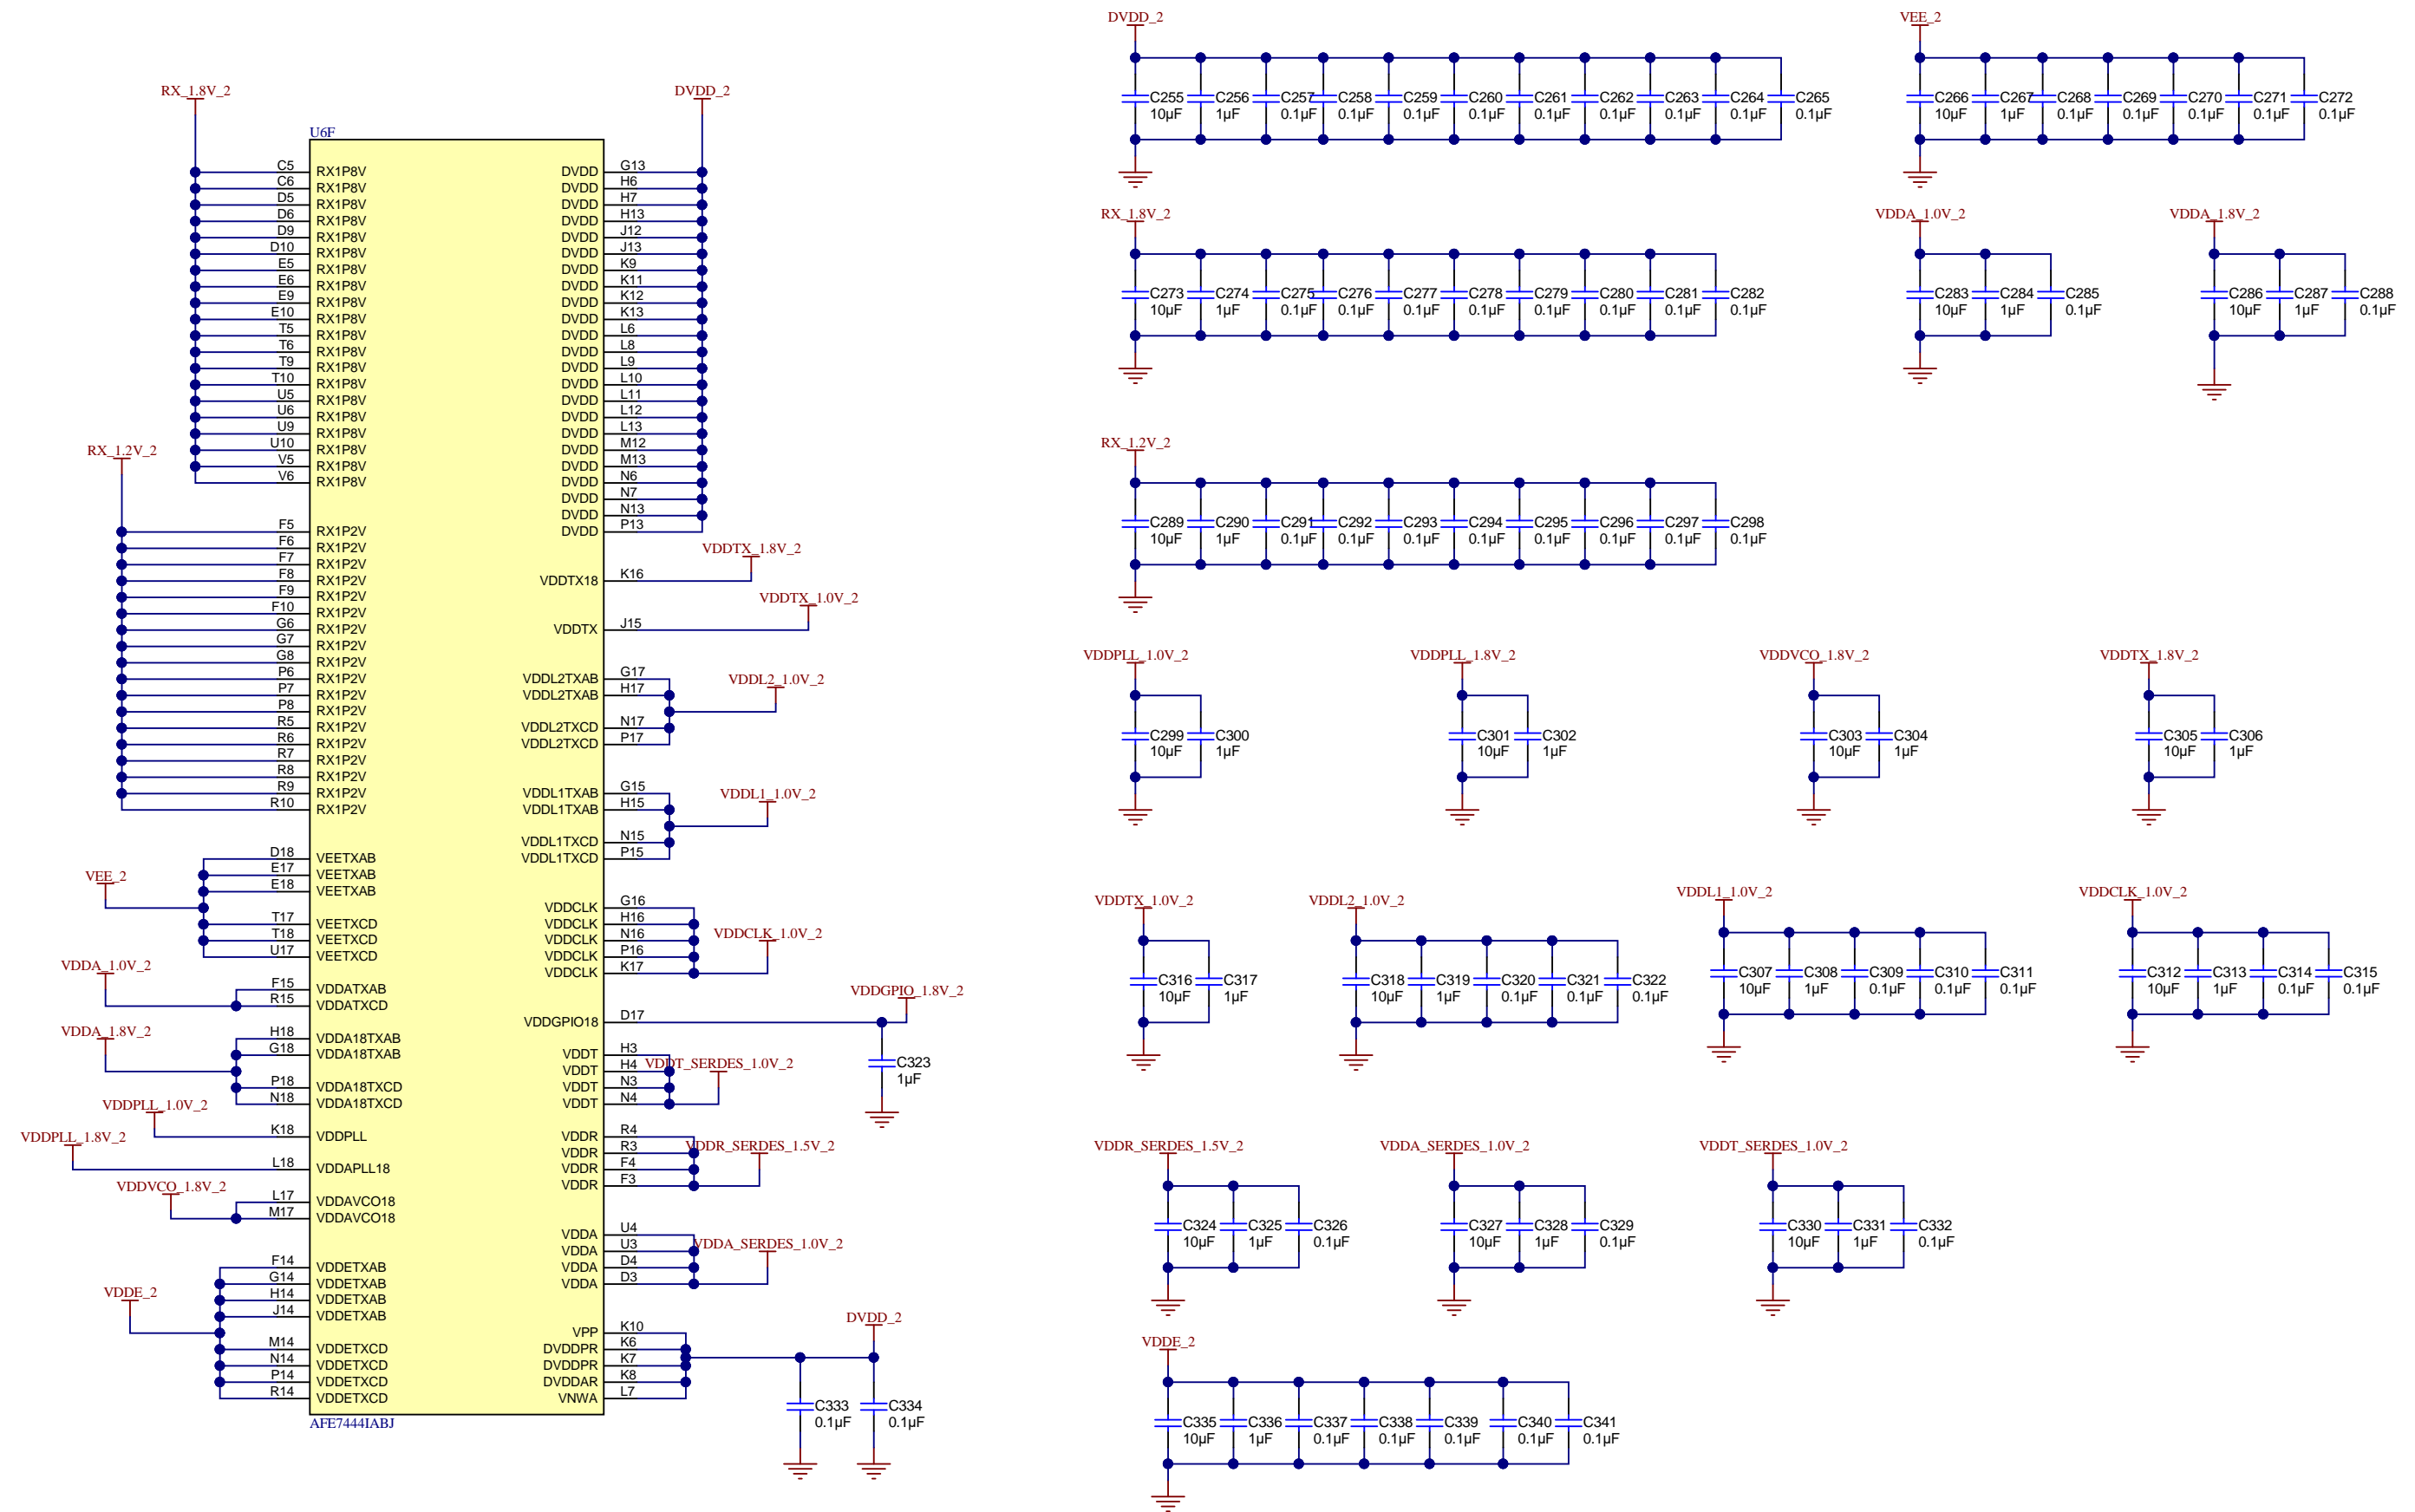 RX_1.8V_2
DVDD_2
U6F
C5 RX1P8V DVDD G13
C6 RX1P8V DVDD H6
D5 RX1P8V DVDD H7
D6 RX1P8V DVDD H13
D9 RX1P8V DVDD J12
D10 RX1P8V DVDD J13
E5 RX1P8V DVDD K9
E6 RX1P8V DVDD K11
E9 RX1P8V DVDD K12
E10 RX1P8V DVDD K13
T5 RX1P8V DVDD L6
T6 RX1P8V DVDD L8
T9 RX1P8V DVDD L9
T10 RX1P8V DVDD L10
U5 RX1P8V DVDD L11
U6 RX1P8V DVDD L12
U9 RX1P8V DVDD L13
U10 RX1P8V DVDD M12
V5 RX1P8V DVDD M13
V6 RX1P8V DVDD N6
DVDD N7
DVDD N13
RX_1.2V_2
F5 RX1P2V DVDD P13
F6 RX1P2V
F7 RX1P2V
VDDTX_1.8V_2
F8 RX1P2V VDDTX18 K16
F9 RX1P2V
F10 RX1P2V
VDDTX_1.0V_2
G6 RX1P2V VDDTX J15
G7 RX1P2V
G8 RX1P2V
P6 RX1P2V VDDL2TXAB G17
P7 RX1P2V VDDL2TXAB H17
VDDL2_1.0V_2
P8 RX1P2V
R5 RX1P2V VDDL2TXCD N17
R6 RX1P2V VDDL2TXCD P17
R7 RX1P2V
R8 RX1P2V
R9 RX1P2V VDDL1TXAB G15
R10 RX1P2V VDDL1TXAB H15
VDDL1_1.0V_2
VDDL1TXCD N15
D18 VEETXAB VDDL1TXCD P15
E17 VEETXAB
E18 VEETXAB
VEE_2
VDDCLK G16
T17 VEETXCD VDDCLK H16
T18 VEETXCD VDDCLK N16
U17 VEETXCD VDDCLK P16
VDDCLK K17
VDDCLK_1.0V_2
VDDA_1.0V_2
F15 VDDATXAB
R15 VDDATXCD
VDDGPIO18 D17
VDDGPIO_1.8V_2
C323
1µF
VDDA_1.8V_2
H18 VDDA18TXAB
G18 VDDA18TXAB VDDT H3
VDDT H4
P18 VDDA18TXCD VDDT N3
N18 VDDA18TXCD VDDT N4
VDDT_SERDES_1.0V_2
VDDPLL_1.0V_2
K18 VDDPLL VDDR R4
VDDR R3
VDDPLL_1.8V_2
L18 VDDAPLL18 VDDR F4
VDDR F3
VDDR_SERDES_1.5V_2
VDDVCO_1.8V_2
L17 VDDAVCO18
M17 VDDAVCO18
VDDA U4
VDDA U3
VDDA D4
VDDA D3
VDDA_SERDES_1.0V_2
F14 VDDETXAB
G14 VDDETXAB
H14 VDDETXAB
J14 VDDETXAB
VDDE_2
M14 VDDETXCD
N14 VDDETXCD
P14 VDDETXCD
R14 VDDETXCD
VPP K10
DVDDPR K6
DVDDPR K7
DVDDAR K8
VNWA L7
DVDD_2
C333 C334
0.1µF 0.1µF
AFE7444IABJ
DVDD_2
C255 C256 C257 C258 C259 C260 C261 C262 C263 C264 C265
10µF 1µF 0.1µF 0.1µF 0.1µF 0.1µF 0.1µF 0.1µF 0.1µF 0.1µF 0.1µF
VEE_2
C266 C267 C268 C269 C270 C271 C272
10µF 1µF 0.1µF 0.1µF 0.1µF 0.1µF 0.1µF
RX_1.8V_2
C273 C274 C275 C276 C277 C278 C279 C280 C281 C282
10µF 1µF 0.1µF 0.1µF 0.1µF 0.1µF 0.1µF 0.1µF 0.1µF 0.1µF
VDDA_1.0V_2
C283 C284 C285
10µF 1µF 0.1µF
VDDA_1.8V_2
C286 C287 C288
10µF 1µF 0.1µF
RX_1.2V_2
C289 C290 C291 C292 C293 C294 C295 C296 C297 C298
10µF 1µF 0.1µF 0.1µF 0.1µF 0.1µF 0.1µF 0.1µF 0.1µF 0.1µF
VDDPLL_1.0V_2
C299 C300
10µF 1µF
VDDPLL_1.8V_2
C301 C302
10µF 1µF
VDDVCO_1.8V_2
C303 C304
10µF 1µF
VDDTX_1.8V_2
C305 C306
10µF 1µF
VDDTX_1.0V_2
C316 C317
10µF 1µF
VDDL2_1.0V_2
C318 C319 C320 C321 C322
10µF 1µF 0.1µF 0.1µF 0.1µF
VDDL1_1.0V_2
C307 C308 C309 C310 C311
10µF 1µF 0.1µF 0.1µF 0.1µF
VDDCLK_1.0V_2
C312 C313 C314 C315
10µF 1µF 0.1µF 0.1µF
VDDR_SERDES_1.5V_2
C324 C325 C326
10µF 1µF 0.1µF
VDDA_SERDES_1.0V_2
C327 C328 C329
10µF 1µF 0.1µF
VDDT_SERDES_1.0V_2
C330 C331 C332
10µF 1µF 0.1µF
VDDE_2
C335 C336 C337 C338 C339 C340 C341
10µF 1µF 0.1µF 0.1µF 0.1µF 0.1µF 0.1µF